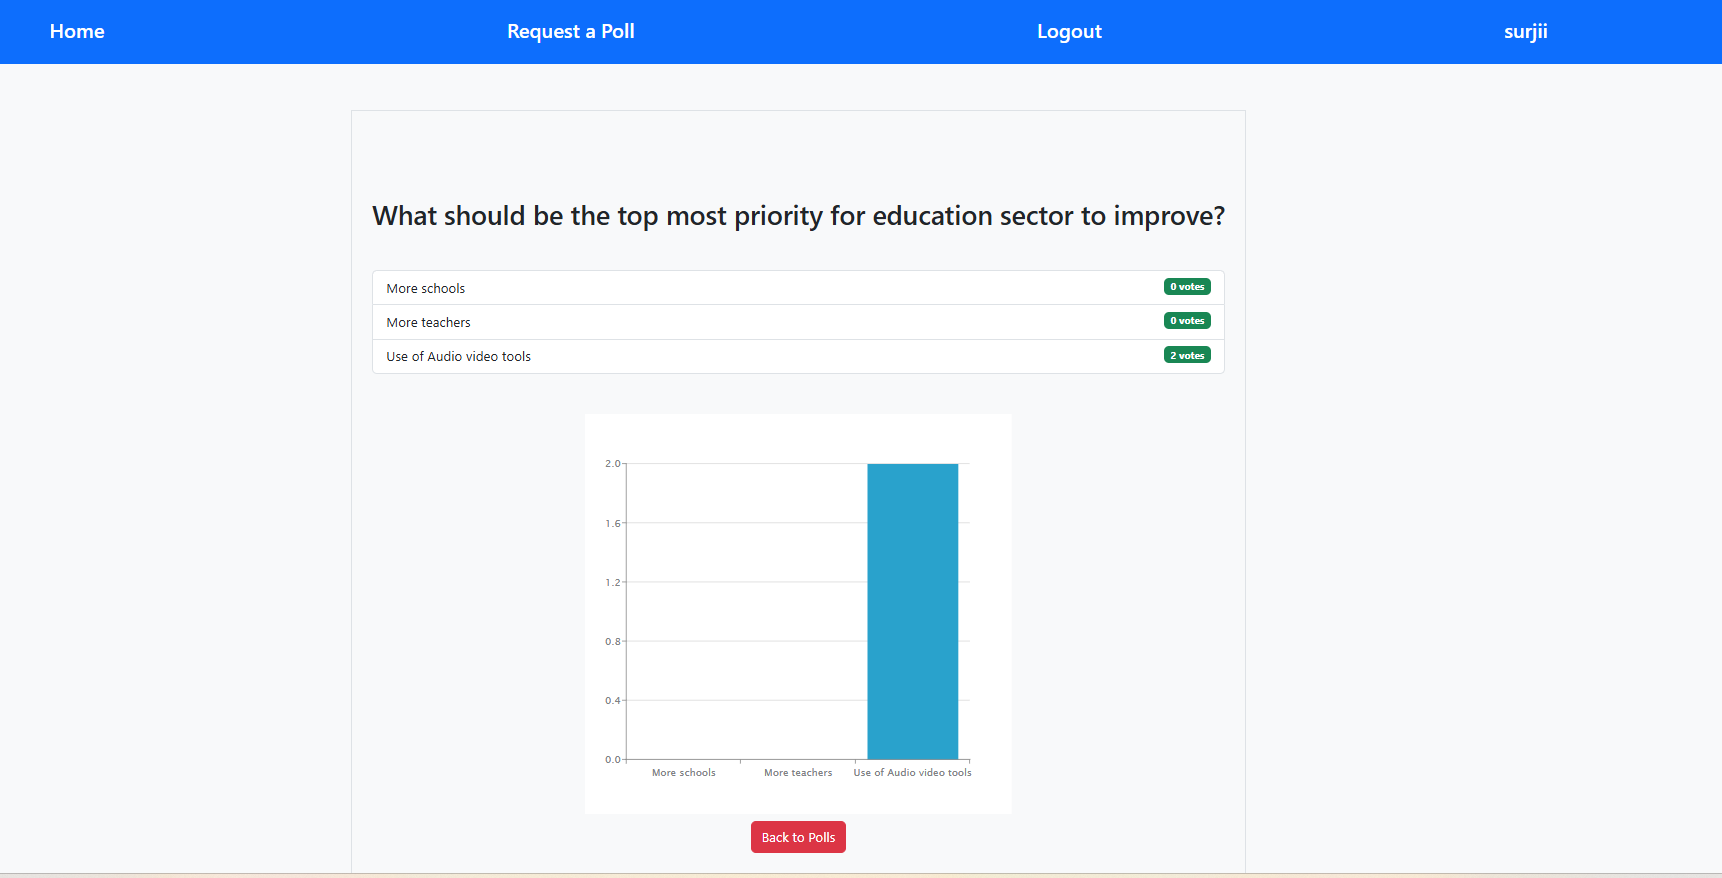 Home Request a Poll Logout surjii
What should be the top most priority for education sector to improve?
More schools 0 votes
More teachers 0 votes
Use of Audio video tools 2 votes
2.0
1.6
1.2
0.8
0.4
0.0
More schools More teachers Use of Audio video tools
Back to Polls